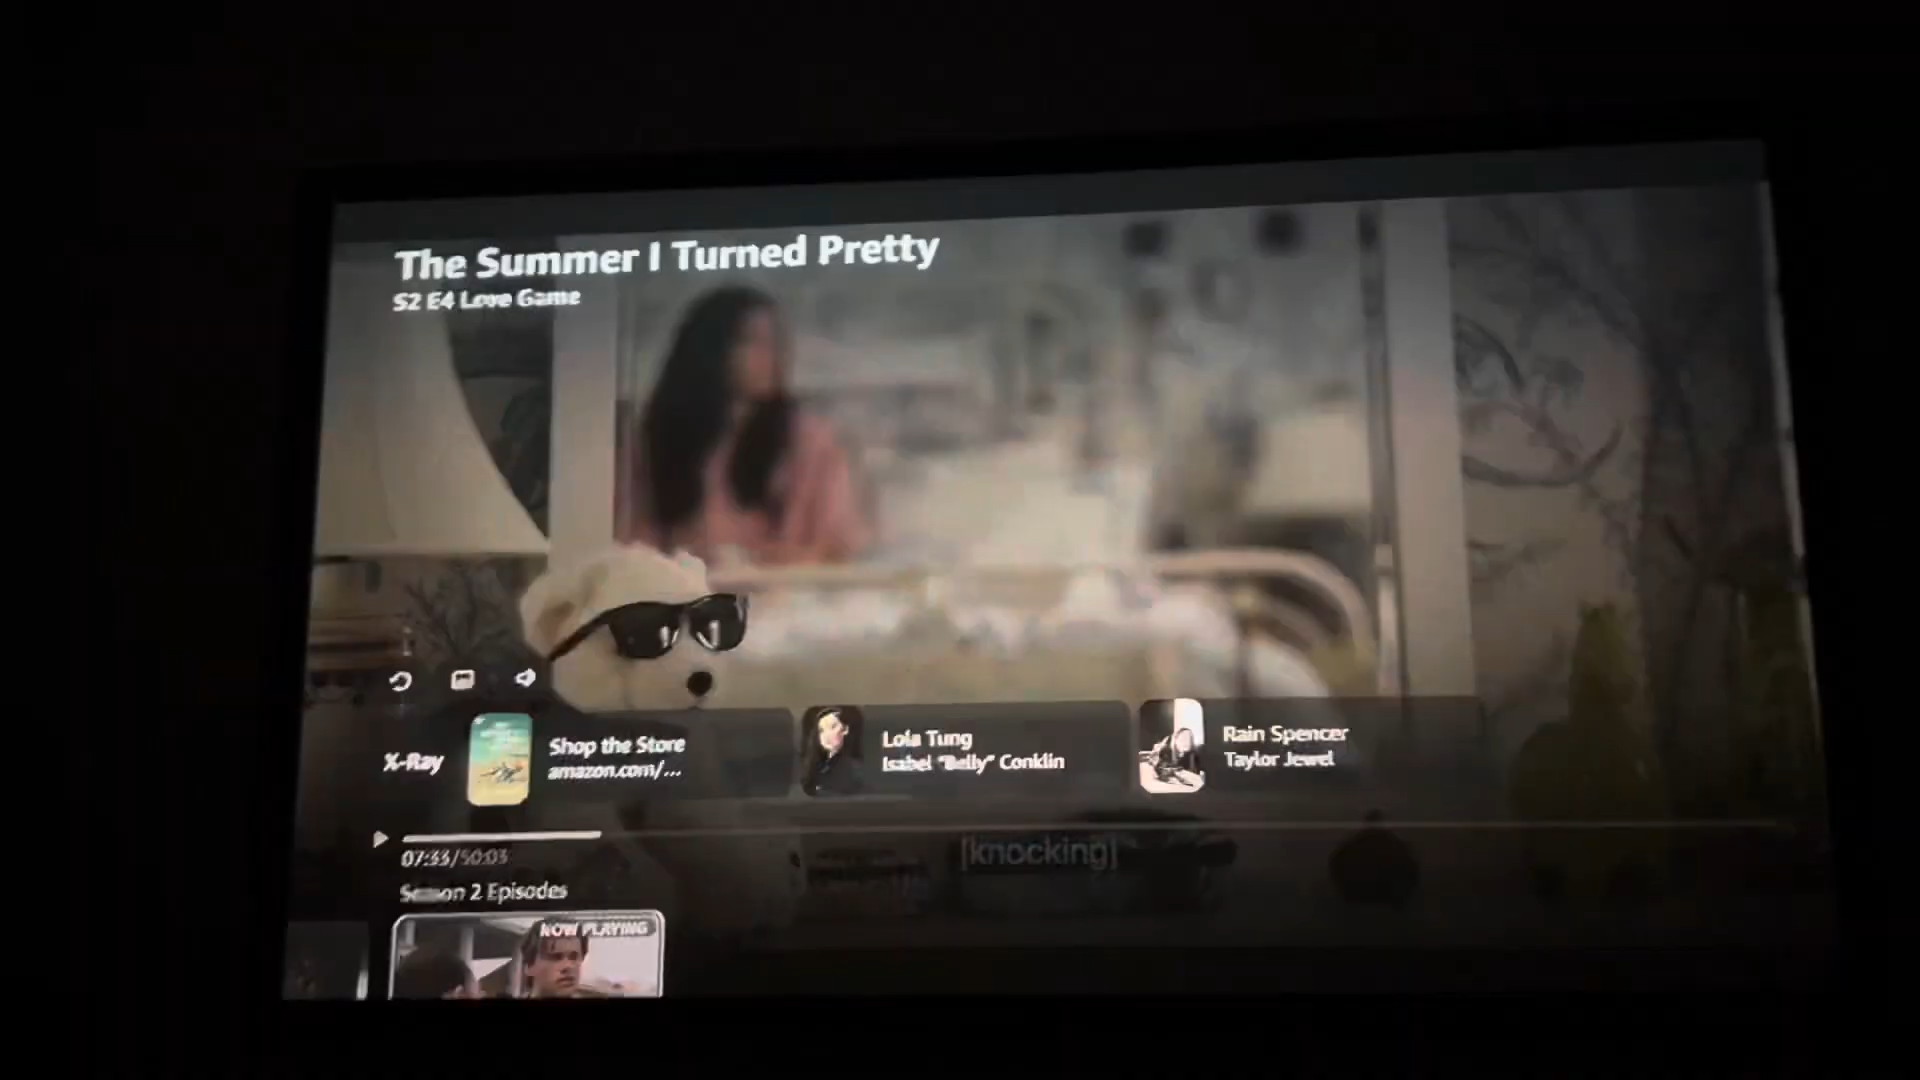 The Summer I Turned Pretty
S2 E4 Love Game
X-Ray
Shop the Store
amazon.com/...
Lola Tung
Isabel "Belly" Conklin
Rain Spencer
Taylor Jewel
07:33/50:03
[knocking]
Season 2 Episodes
NOW PLAYING